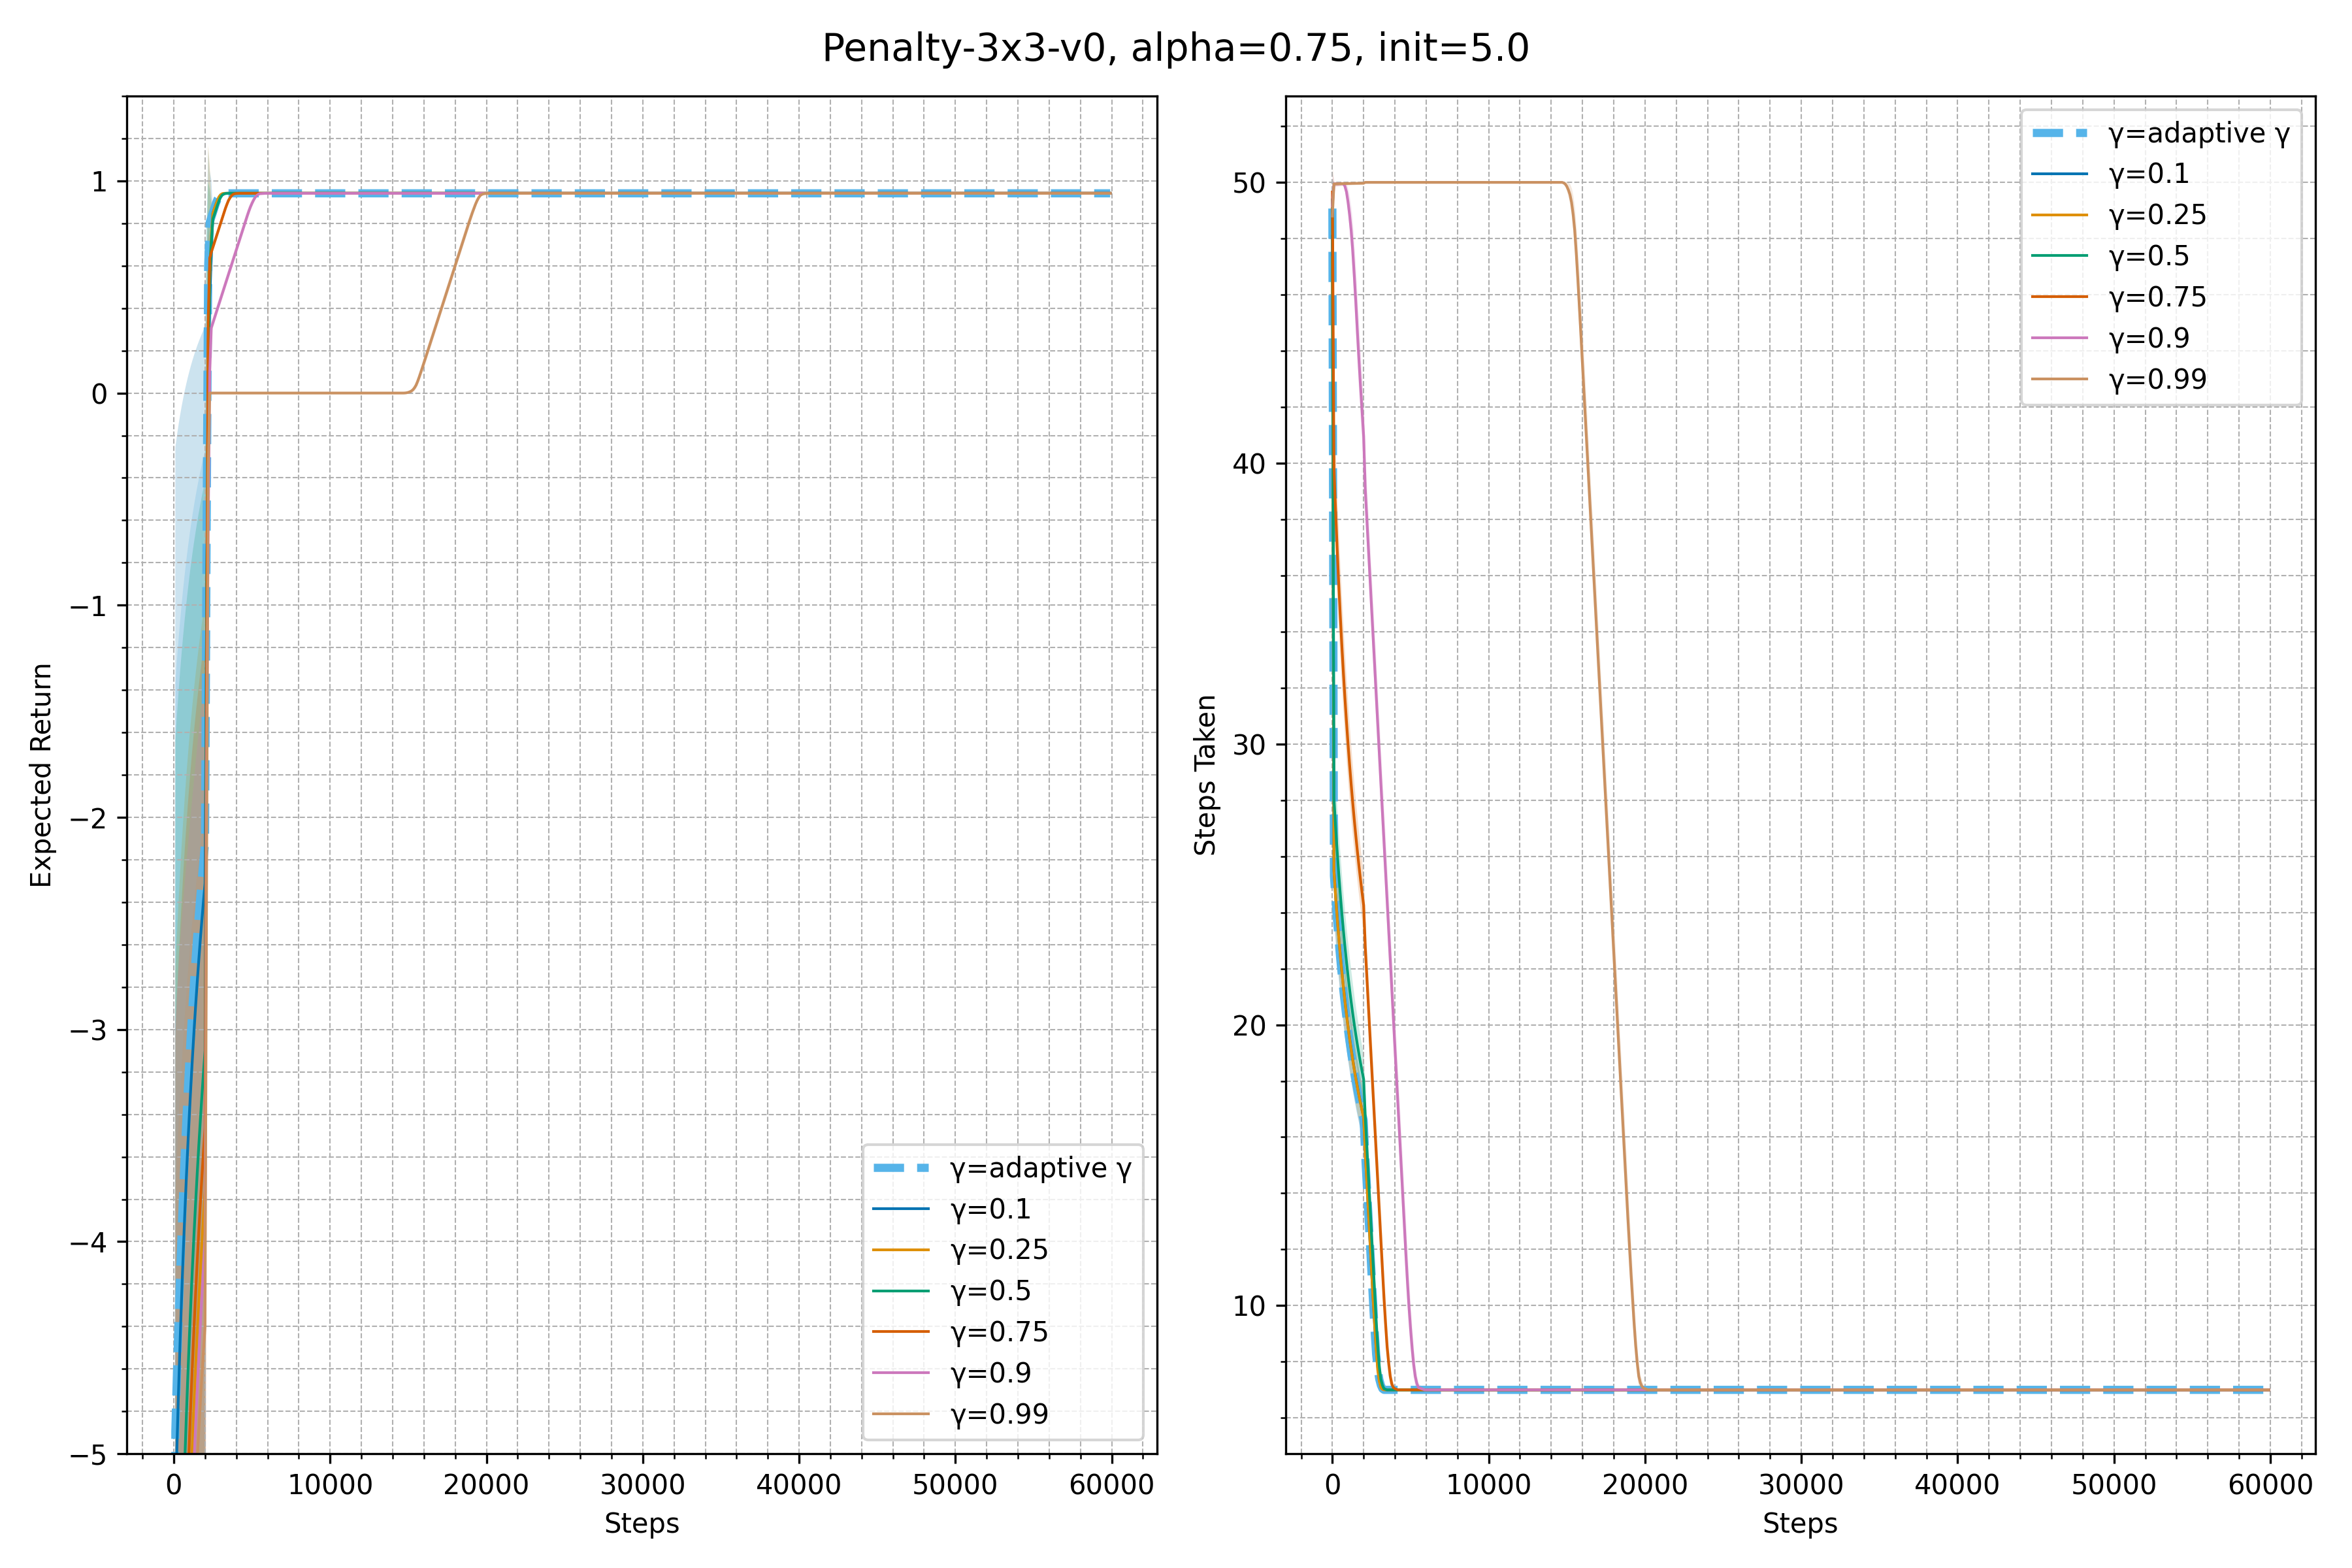 Penalty-3x3-v0, alpha=0.75, init=5.0
Expected Return
1
0
−1
−2
−3
−4
−5
0 10000 20000 30000 40000 50000 60000
Steps
γ=adaptive γ
γ=0.1
γ=0.25
γ=0.5
γ=0.75
γ=0.9
γ=0.99
Steps Taken
50
40
30
20
10
0 10000 20000 30000 40000 50000 60000
Steps
γ=adaptive γ
γ=0.1
γ=0.25
γ=0.5
γ=0.75
γ=0.9
γ=0.99